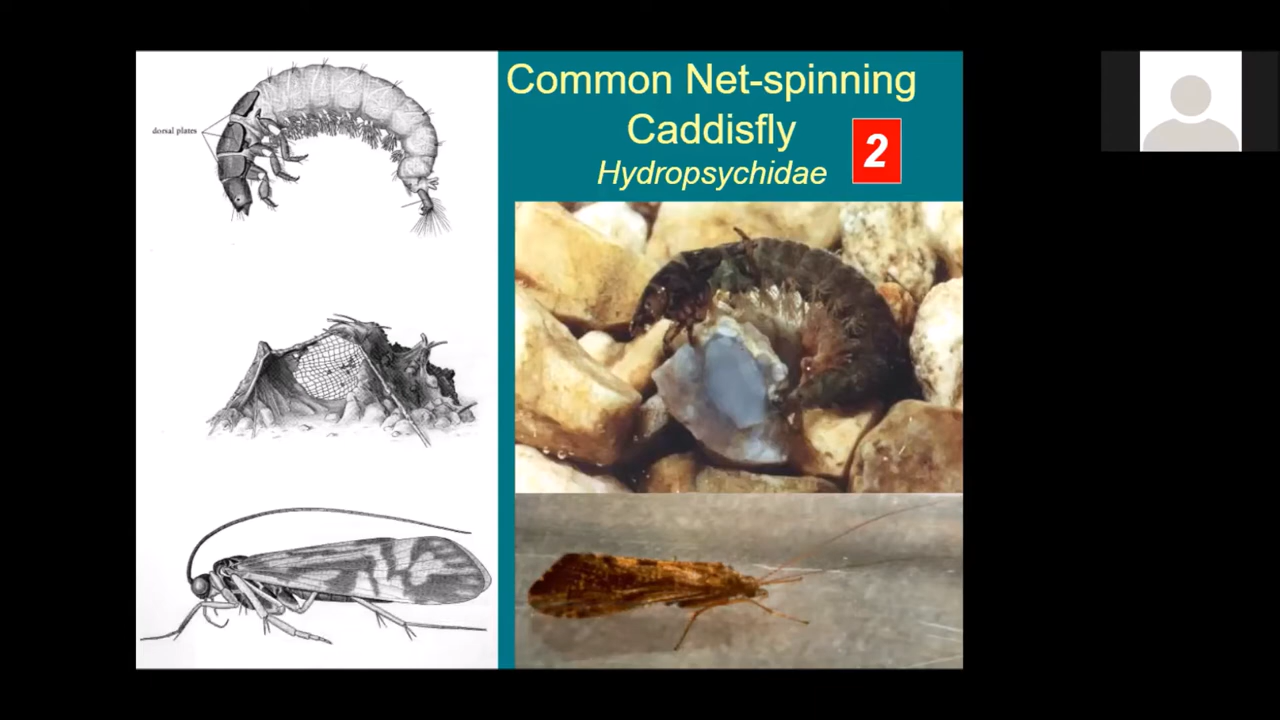 Common Net-spinning
Caddisfly
Hydropsychidae
2
dorsal plates